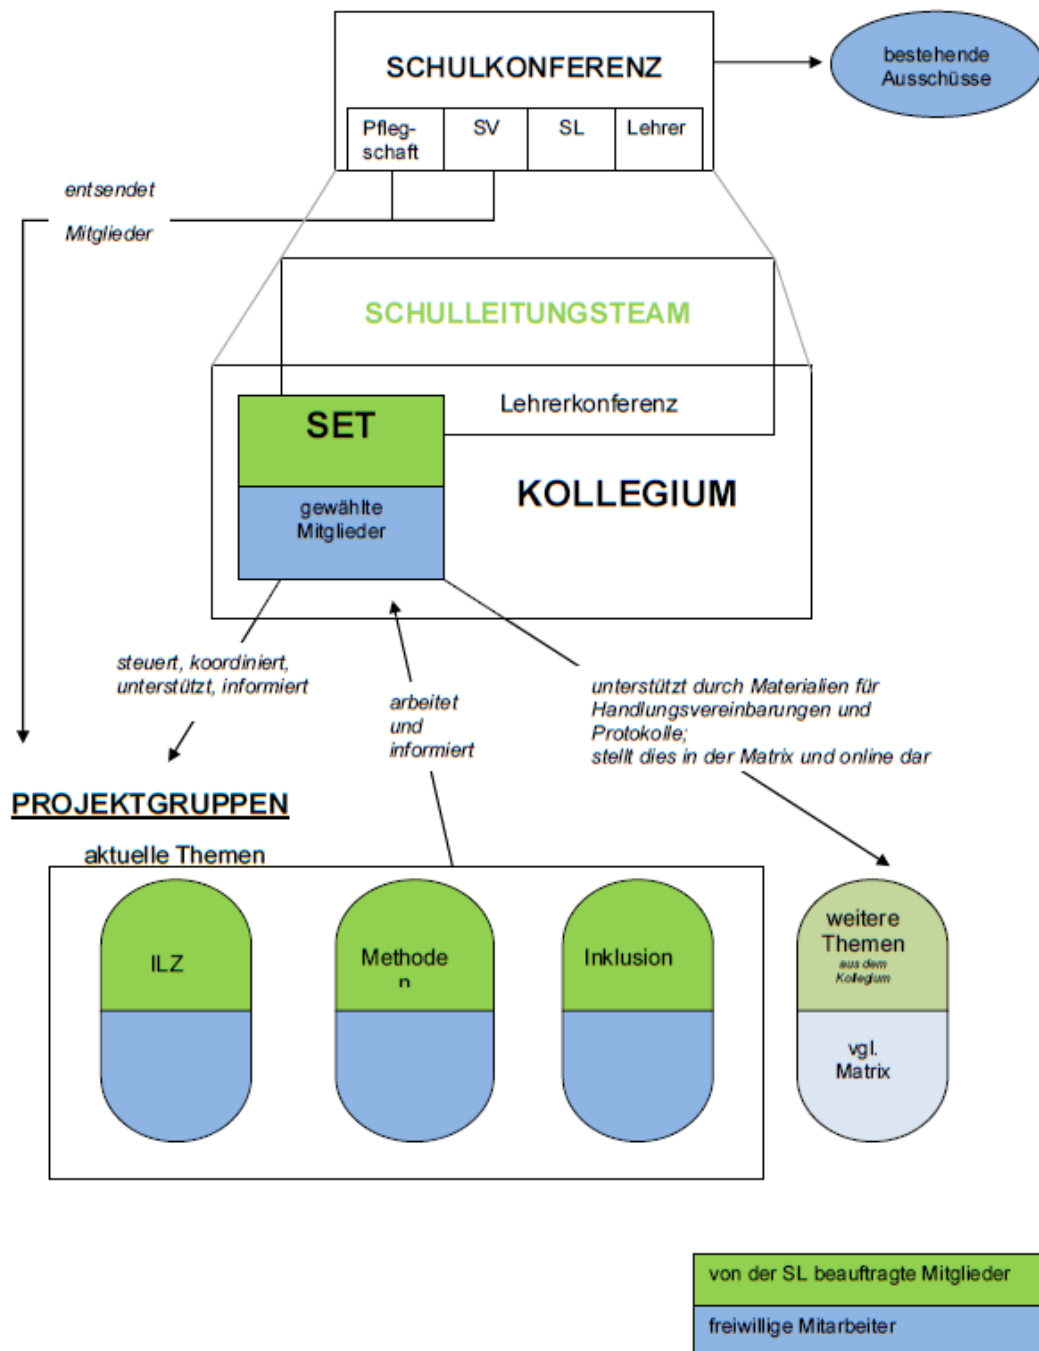 SCHULKONFERENZ
bestehende
Ausschüsse
Pfleg-
schaft
SV
SL
Lehrer
entsendet
Mitglieder
SCHULLEITUNGSTEAM
Lehrerkonferenz
SET
KOLLEGIUM
gewählte
Mitglieder
steuert, koordiniert,
unterstützt, informiert
arbeitet
und
informiert
unterstützt durch Materialien für
Handlungsvereinbarungen und
Protokolle;
stellt dies in der Matrix und online dar
PROJEKTGRUPPEN
aktuelle Themen
ILZ
Methode
n
Inklusion
weitere
Themen
aus dem
Kollegium
vgl.
Matrix
von der SL beauftragte Mitglieder
freiwillige Mitarbeiter